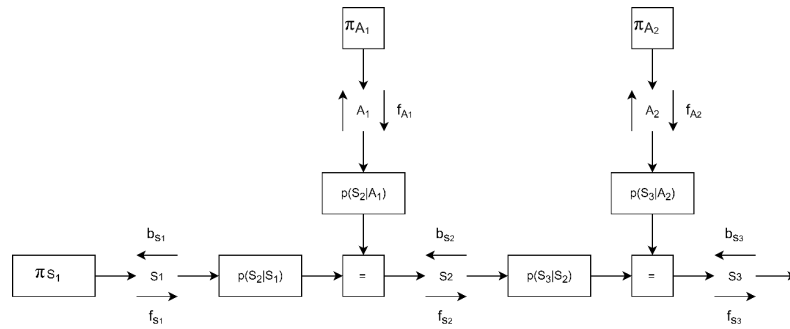 πA1
πA2
A1
fA1
A2
fA2
p(S2|A1)
p(S3|A2)
bS1
bS2
bS3
πS1
S1
p(S2|S1)
=
S2
p(S3|S2)
=
S3
fS1
fS2
fS3